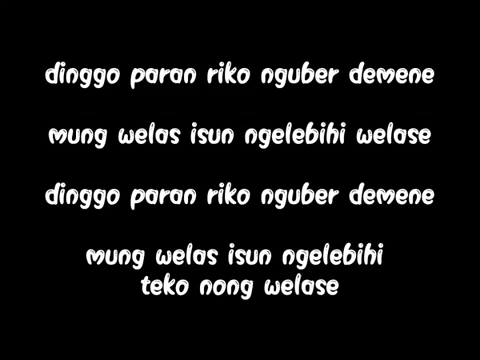 dinggo paran riko nguber demene
mung welas isun ngelebihi welase
dinggo paran riko nguber demene
mung welas isun ngelebihi
teko nong welase